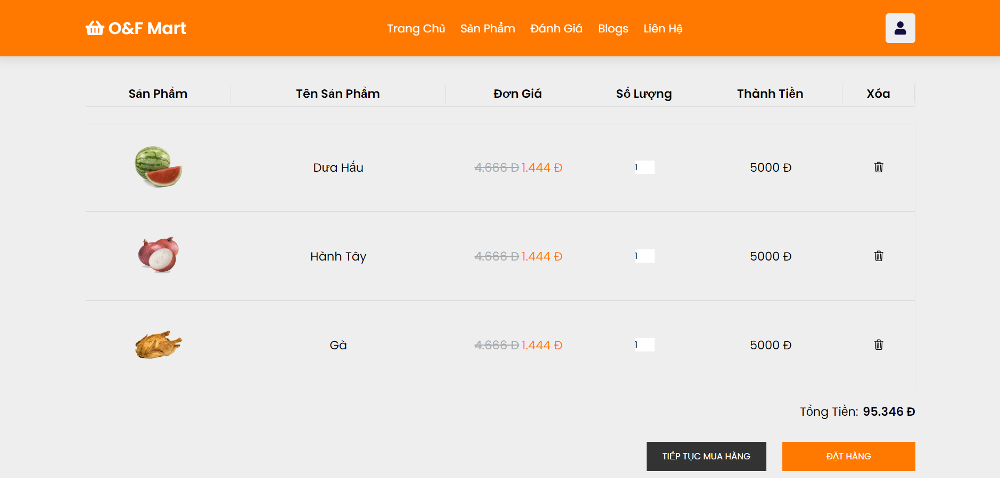 O&F Mart
Trang Chủ Sản Phẩm Đánh Giá Blogs Liên Hệ
Sản Phẩm Tên Sản Phẩm Đơn Giá Số Lượng Thành Tiền Xóa
Dưa Hấu 4.666 Đ 1.444 Đ 1 5000 Đ
Hành Tây 4.666 Đ 1.444 Đ 1 5000 Đ
Gà 4.666 Đ 1.444 Đ 1 5000 Đ
Tổng Tiền: 95.346 Đ
TIẾP TỤC MUA HÀNG ĐẶT HÀNG